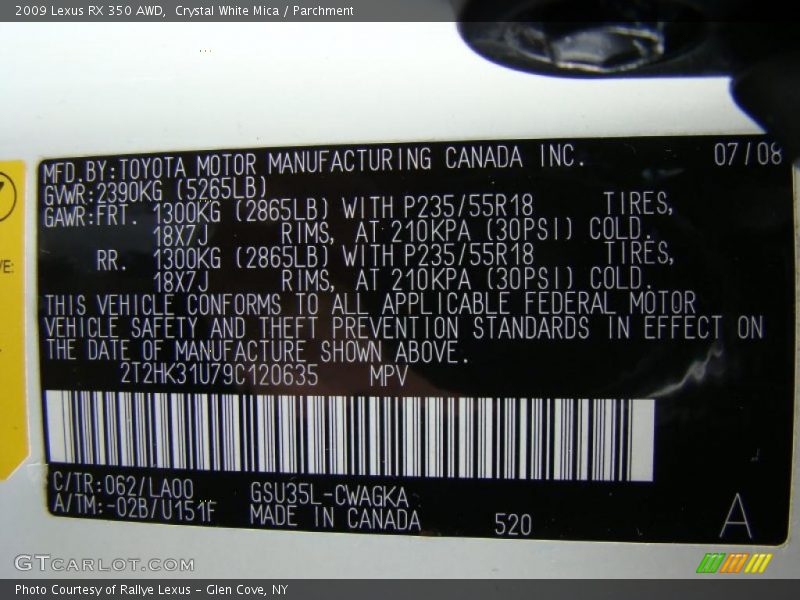 2009 Lexus RX 350 AWD, Crystal White Mica / Parchment
MFD.BY:TOYOTA MOTOR MANUFACTURING CANADA INC. 07/08
GVWR:2390KG (5265LB)
GAWR:FRT. 1300KG (2865LB) WITH P235/55R18 TIRES,
18X7J RIMS, AT 210KPA (30PSI) COLD.
RR. 1300KG (2865LB) WITH P235/55R18 TIRES,
18X7J RIMS, AT 210KPA (30PSI) COLD.
THIS VEHICLE CONFORMS TO ALL APPLICABLE FEDERAL MOTOR
VEHICLE SAFETY AND THEFT PREVENTION STANDARDS IN EFFECT ON
THE DATE OF MANUFACTURE SHOWN ABOVE.
2T2HK31U79C120635 MPV
C/TR:062/LA00 GSU35L-CWAGKA
A/TM:-02B/U151F MADE IN CANADA 520 A
GTCARLOT.COM
Photo Courtesy of Rallye Lexus - Glen Cove, NY